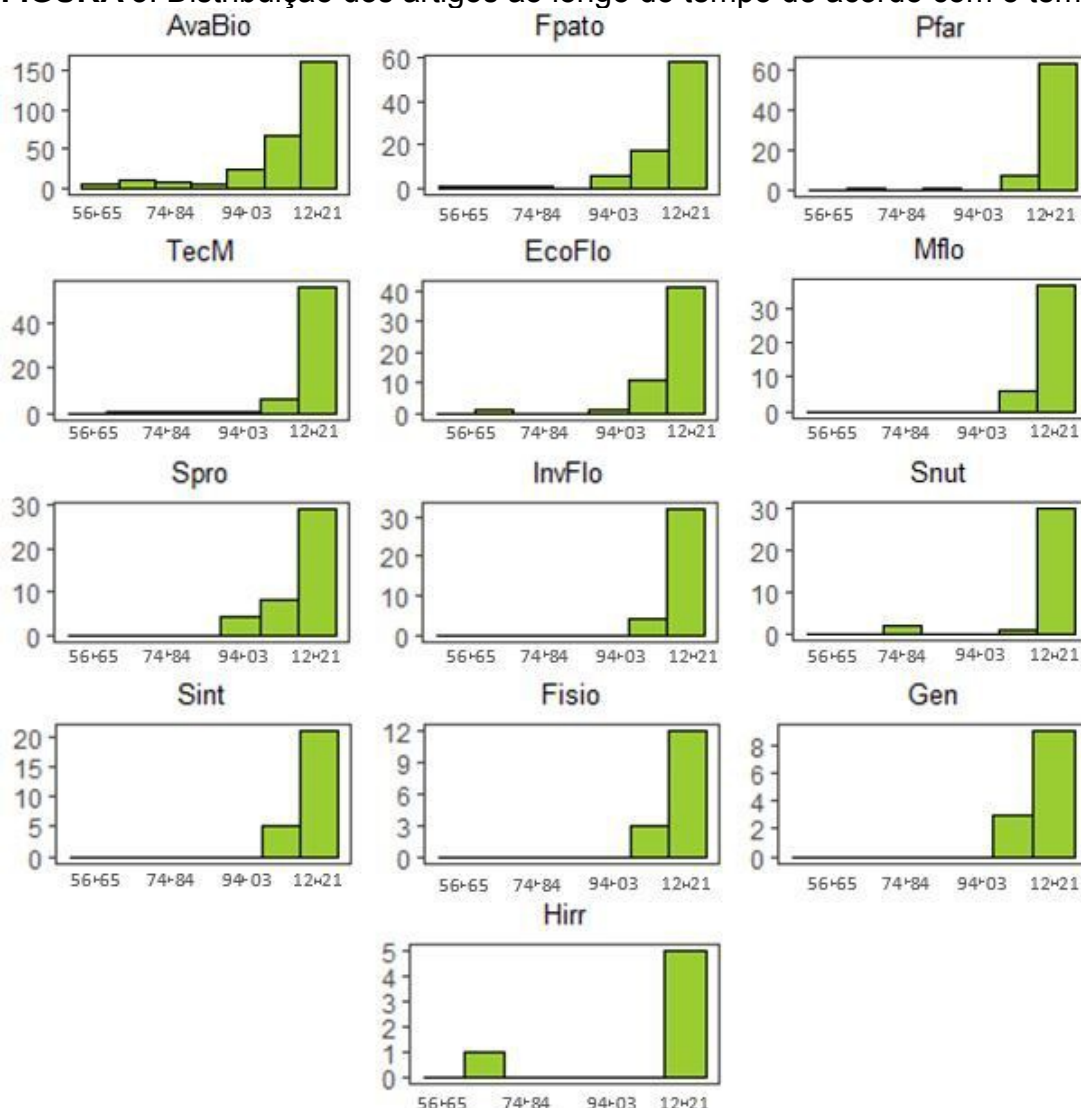 FIGURA Distribuição dos artigos ao longo do tempo de acordo com o
AvaBio Fpato Pfar
150 60 60
100 40 40
50 20 20
0 0 0
56⊢65 74⊢84 94⊢03 12⊢⊣21 56⊢65 74⊢84 94⊢03 12⊢⊣21 56⊢65 74⊢84 94⊢03 12⊢⊣21
TecM EcoFlo Mflo
40 40 30
20 30 20
0 20 10
10 0
0
56⊢65 74⊢84 94⊢03 12⊢⊣21 56⊢65 74⊢84 94⊢03 12⊢⊣21 56⊢65 74⊢84 94⊢03 12⊢⊣21
Spro InvFlo Snut
30 30 30
20 20 20
10 10 10
0 0 0
56⊢65 74⊢84 94⊢03 12⊢⊣21 56⊢65 74⊢84 94⊢03 12⊢⊣21 56⊢65 74⊢84 94⊢03 12⊢⊣21
Sint Fisio Gen
20 12 8
15 9 6
10 6 4
5 3 2
0 0 0
56⊢65 74⊢84 94⊢03 12⊢⊣21 56⊢65 74⊢84 94⊢03 12⊢⊣21 56⊢65 74⊢84 94⊢03 12⊢⊣21
Hirr
5
4
3
2
1
0
56⊢65 74⊢84 94⊢03 12⊢⊣21